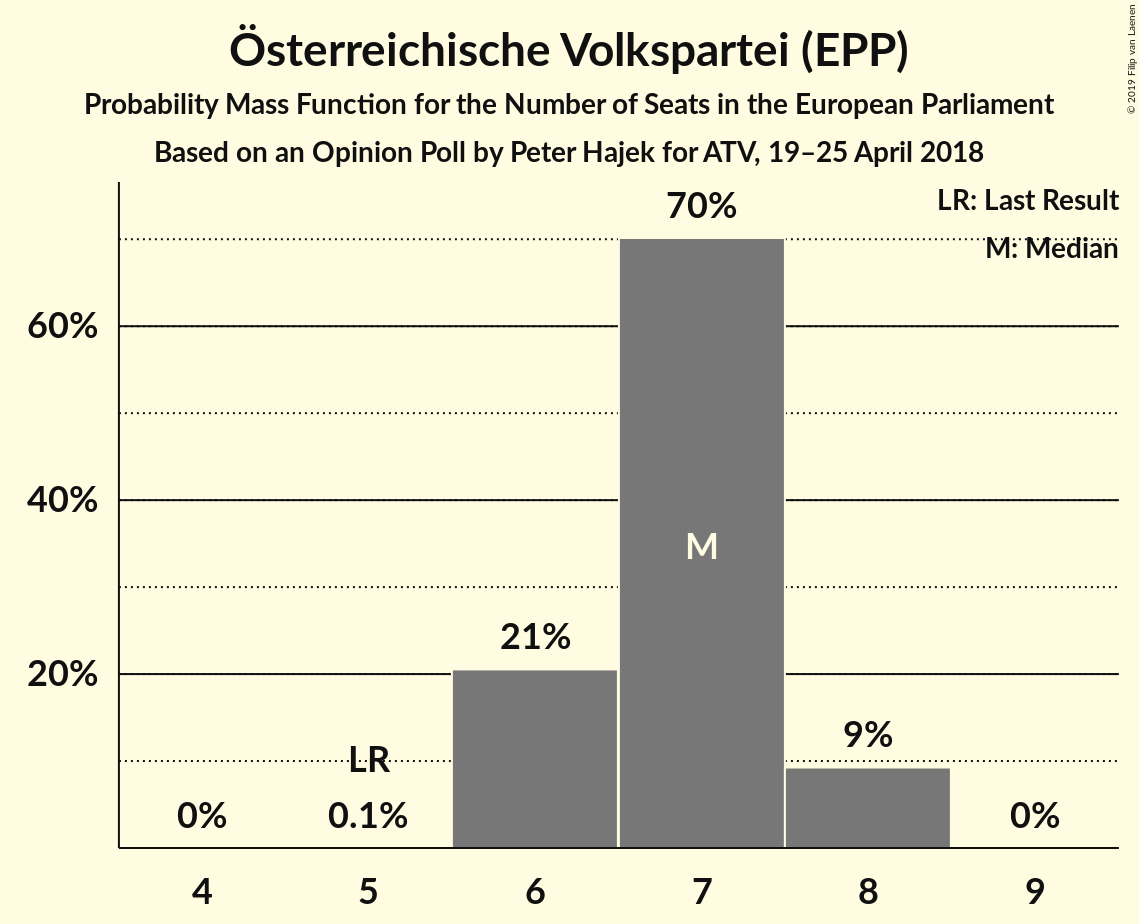 Österreichische Volkspartei (EPP)
Probability Mass Function for the Number of Seats in the European Parliament
Based on an Opinion Poll by Peter Hajek for ATV, 19–25 April 2018
© 2019 Filip van Laenen
LR: Last Result
M: Median
70%
60%
40%
M
21%
20%
9%
LR
0%
0.1%
0%
4 5 6 7 8 9